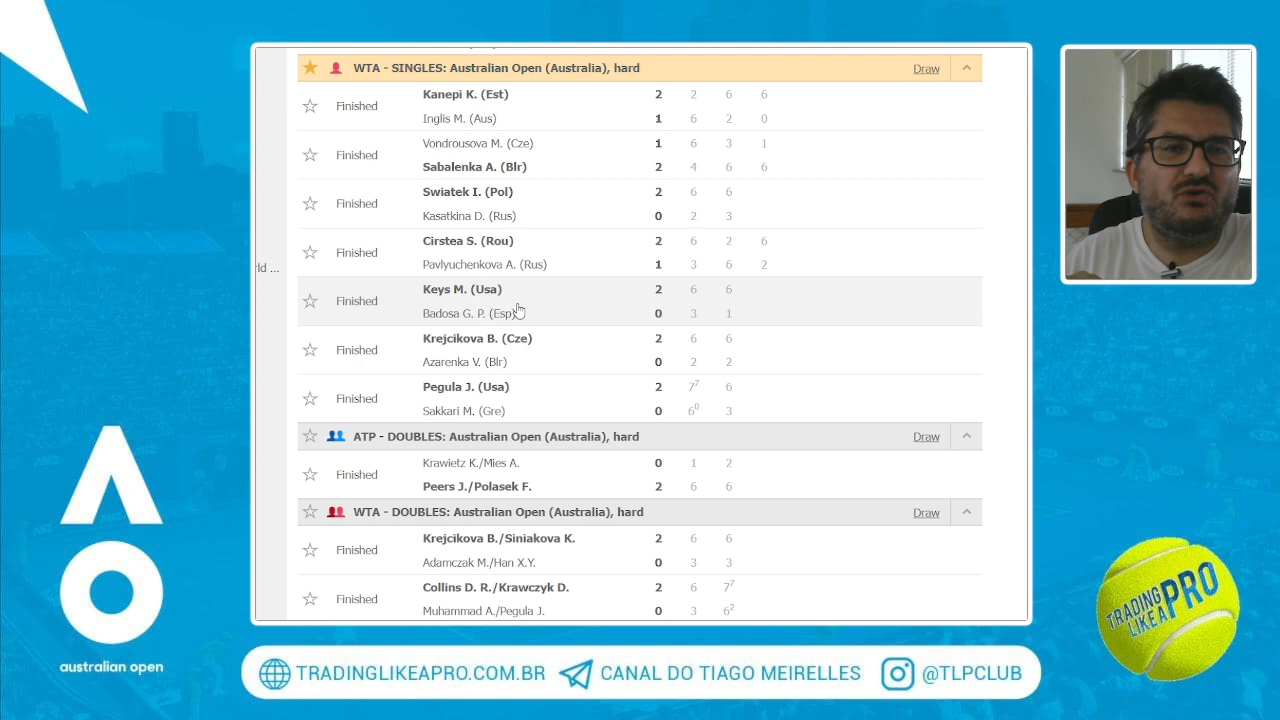 WTA - SINGLES: Australian Open (Australia), hard Draw
Finished
Kanepi K. (Est) 2 2 6 6
Inglis M. (Aus) 1 6 2 0
Finished
Vondrousova M. (Cze) 1 6 3 1
Sabalenka A. (Blr) 2 4 6 6
Finished
Swiatek I. (Pol) 2 6 6
Kasatkina D. (Rus) 0 2 3
Finished
Cirstea S. (Rou) 2 6 2 6
Pavlyuchenkova A. (Rus) 1 3 6 2
rld ...
Finished
Keys M. (Usa) 2 6 6
Badosa G. P. (Esp) 0 3 1
Finished
Krejcikova B. (Cze) 2 6 6
Azarenka V. (Blr) 0 2 2
Finished
Pegula J. (Usa) 2 7⁷ 6
Sakkari M. (Gre) 0 6⁰ 3
ATP - DOUBLES: Australian Open (Australia), hard Draw
Finished
Krawietz K./Mies A. 0 1 2
Peers J./Polasek F. 2 6 6
WTA - DOUBLES: Australian Open (Australia), hard Draw
Finished
Krejcikova B./Siniakova K. 2 6 6
Adamczak M./Han X.Y. 0 3 3
Finished
Collins D. R./Krawczyk D. 2 6 7⁷
Muhammad A./Pegula J. 0 3 6²
australian open
TRADING
LIKE A
PRO
TRADINGLIKEAPRO.COM.BR CANAL DO TIAGO MEIRELLES @TLPCLUB